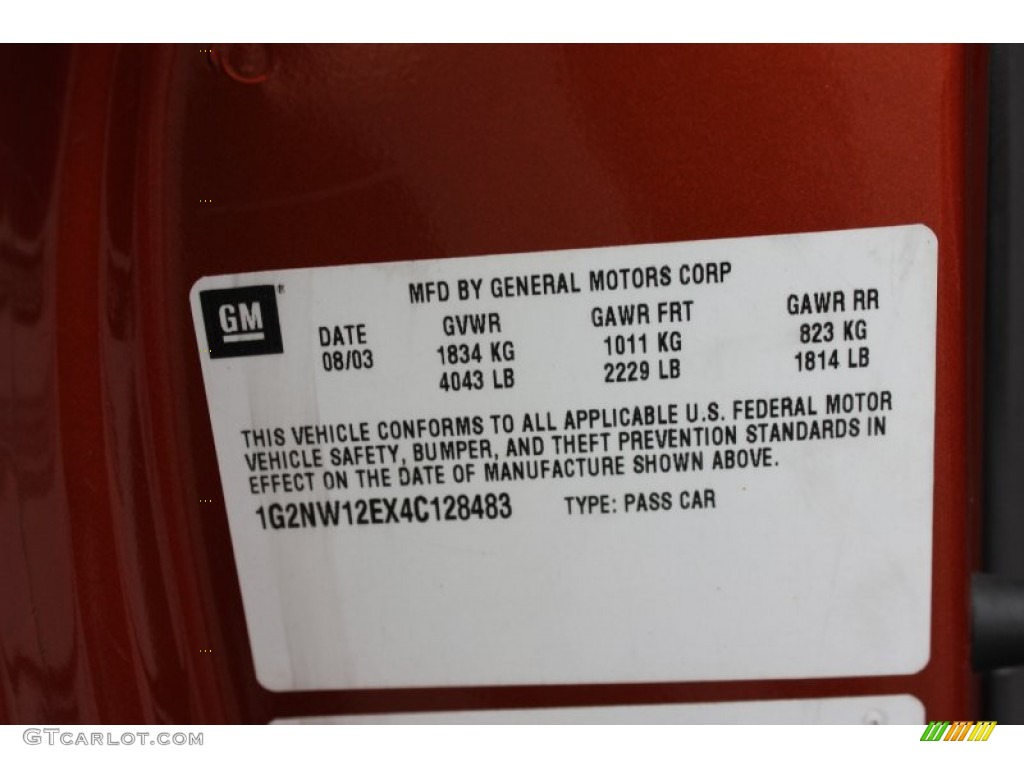 MFD BY GENERAL MOTORS CORP
GM®
DATE GVWR GAWR FRT GAWR RR
08/03 1834 KG 1011 KG 823 KG
4043 LB 2229 LB 1814 LB
THIS VEHICLE CONFORMS TO ALL APPLICABLE U.S. FEDERAL MOTOR
VEHICLE SAFETY, BUMPER, AND THEFT PREVENTION STANDARDS IN
EFFECT ON THE DATE OF MANUFACTURE SHOWN ABOVE.
1G2NW12EX4C128483 TYPE: PASS CAR
GTCARLOT.COM